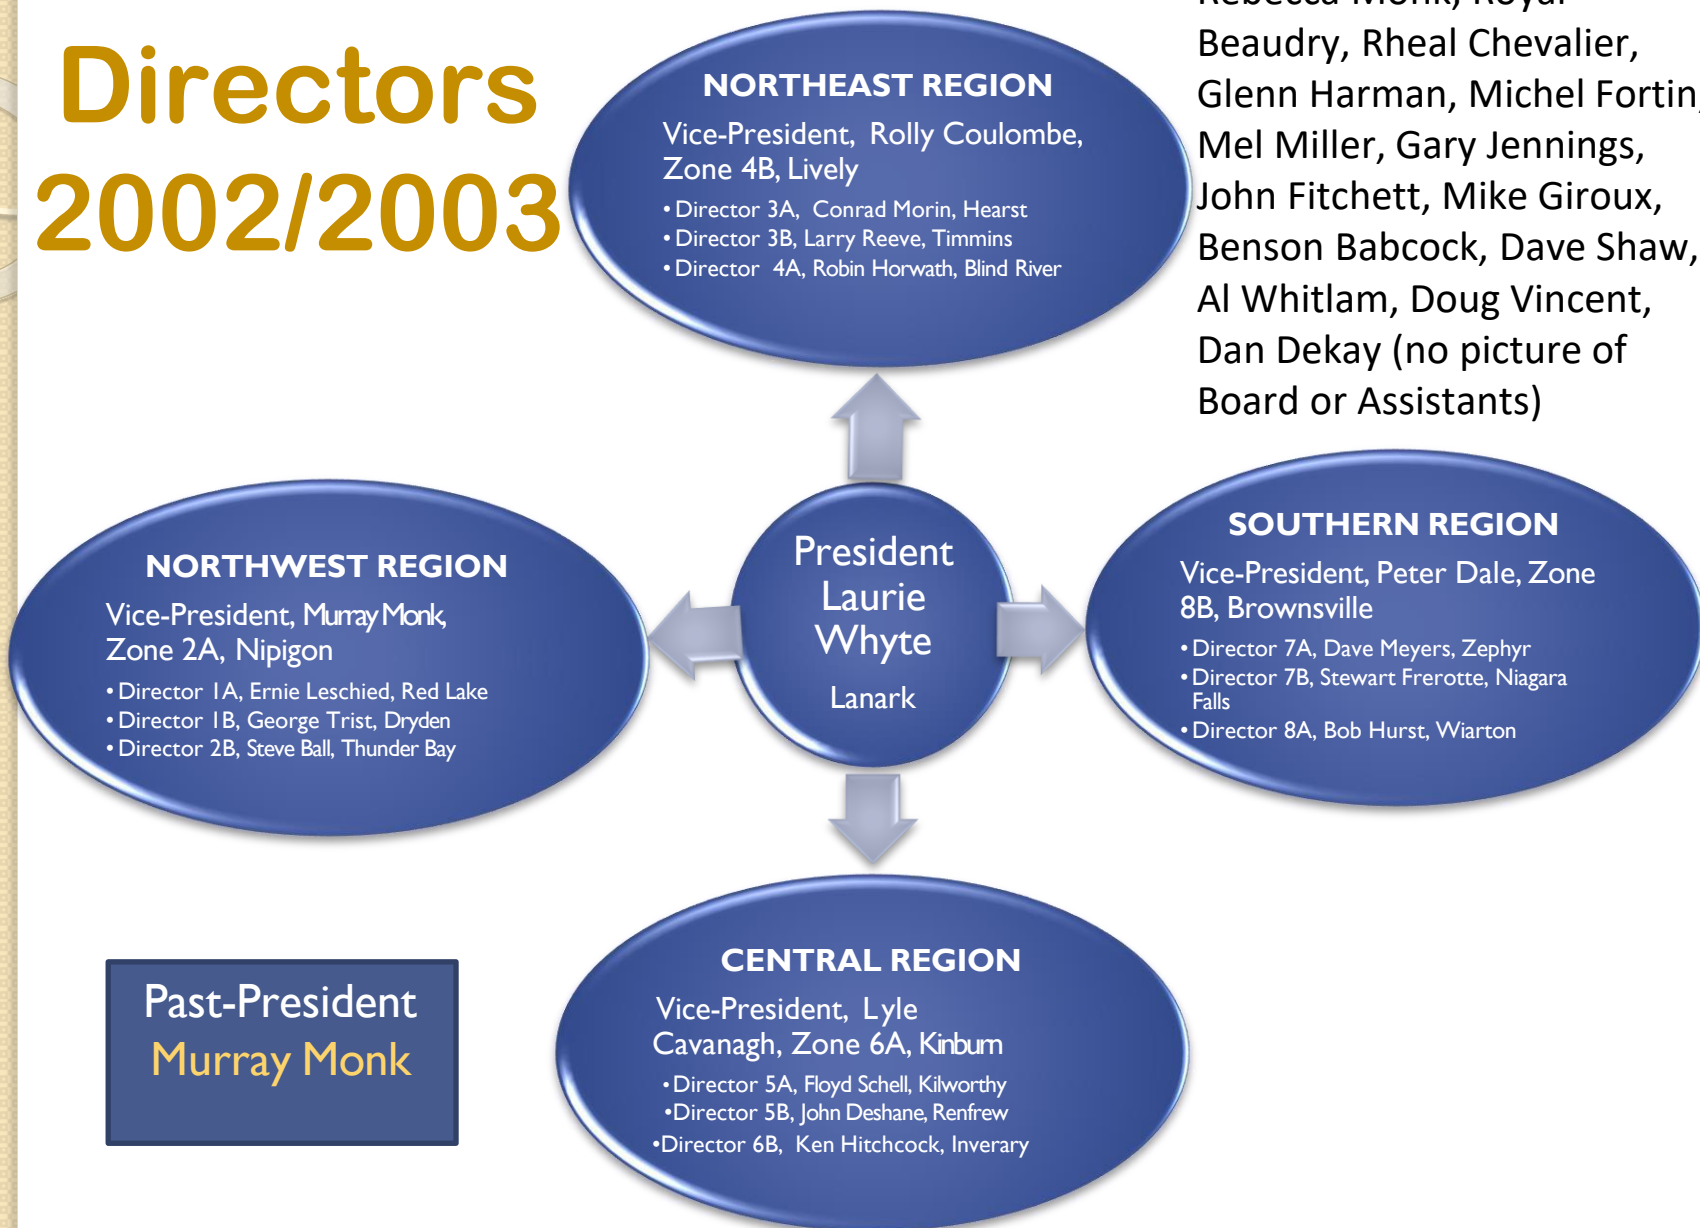 Directors
2002/2003
Rebecca Monk, Royal
Beaudry, Rheal Chevalier,
Glenn Harman, Michel Fortin,
Mel Miller, Gary Jennings,
John Fitchett, Mike Giroux,
Benson Babcock, Dave Shaw,
Al Whitlam, Doug Vincent,
Dan Dekay (no picture of
Board or Assistants)
NORTHEAST REGION
Vice-President, Rolly Coulombe,
Zone 4B, Lively
• Director 3A, Conrad Morin, Hearst
• Director 3B, Larry Reeve, Timmins
• Director 4A, Robin Horwath, Blind River
NORTHWEST REGION
Vice-President, Murray Monk,
Zone 2A, Nipigon
• Director 1A, Ernie Leschied, Red Lake
• Director 1B, George Trist, Dryden
• Director 2B, Steve Ball, Thunder Bay
President
Laurie
Whyte
Lanark
SOUTHERN REGION
Vice-President, Peter Dale, Zone
8B, Brownsville
• Director 7A, Dave Meyers, Zephyr
• Director 7B, Stewart Frerotte, Niagara
Falls
• Director 8A, Bob Hurst, Wiarton
CENTRAL REGION
Vice-President, Lyle
Cavanagh, Zone 6A, Kinburn
• Director 5A, Floyd Schell, Kilworthy
• Director 5B, John Deshane, Renfrew
• Director 6B, Ken Hitchcock, Inverary
Past-President
Murray Monk